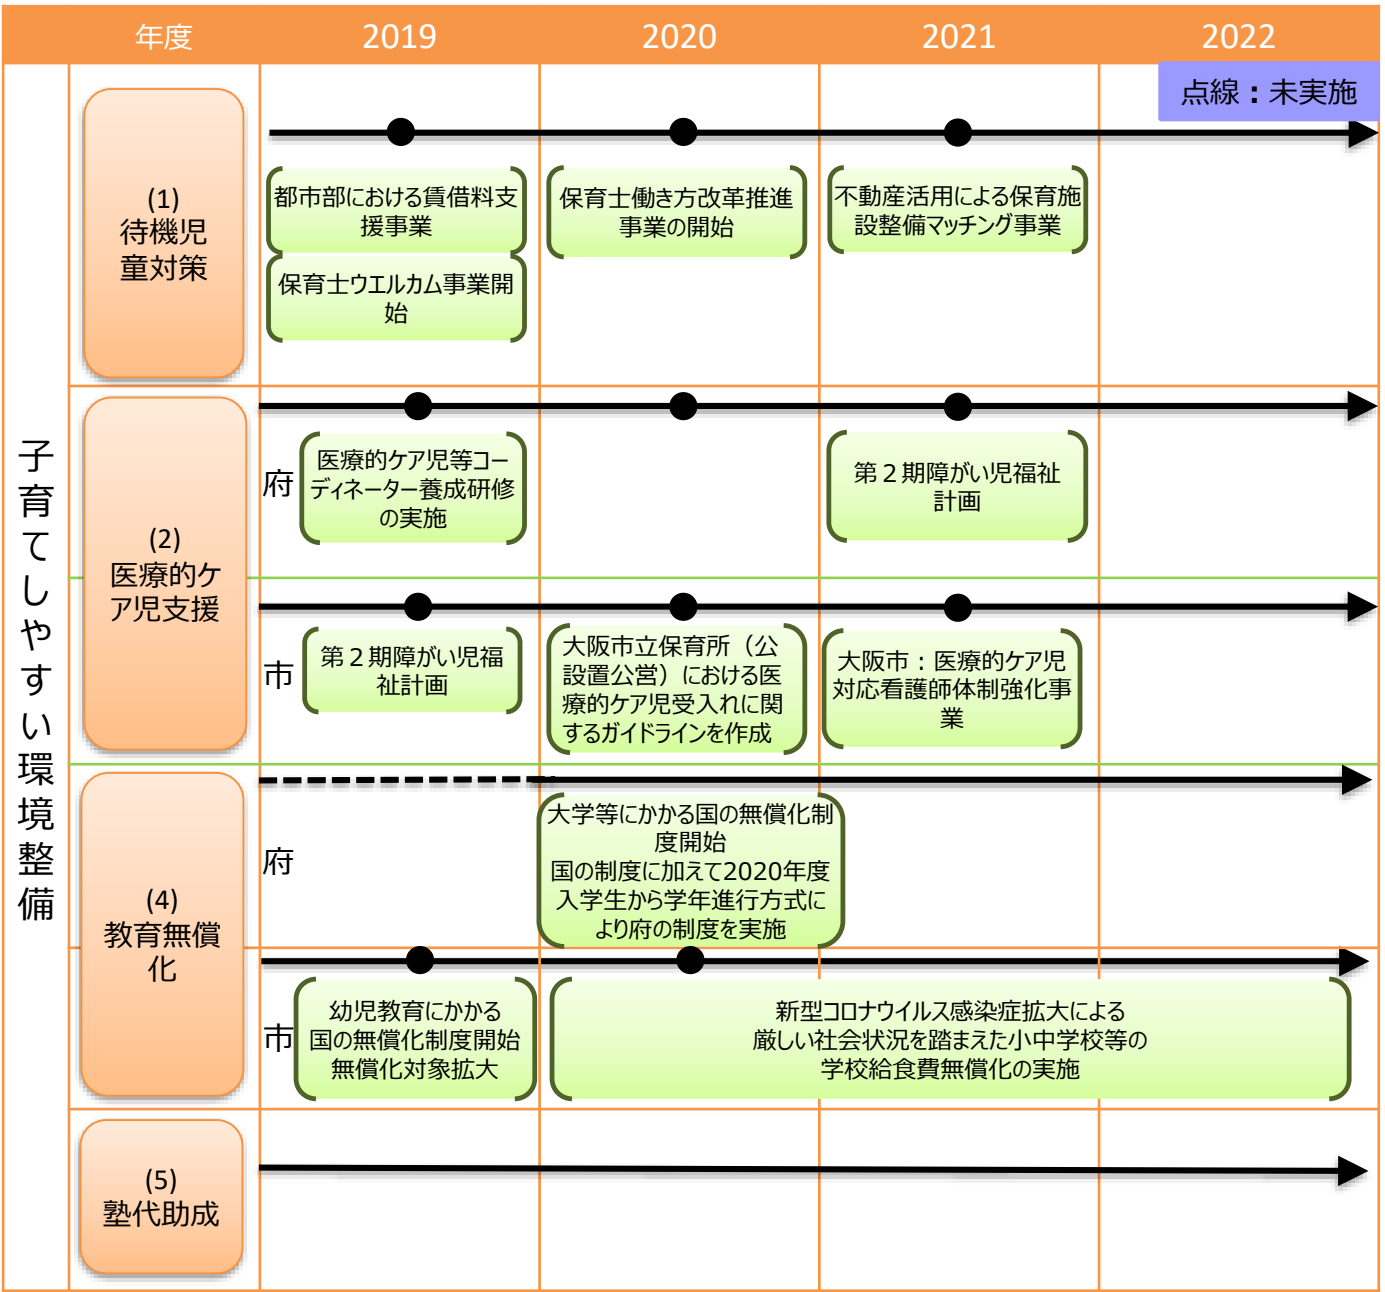 年度
2019
2020
2021
2022
点線：未実施
子育てしやすい環境整備
(1)
待機児
童対策
都市部における賃借料支
援事業
保育士ウエルカム事業開
始
保育士働き方改革推進
事業の開始
不動産活用による保育施
設整備マッチング事業
(2)
医療的ケ
ア児支援
府
医療的ケア児等コー
ディネーター養成研修
の実施
第２期障がい児福祉
計画
市
第２期障がい児福
祉計画
大阪市立保育所（公
設置公営）における医
療的ケア児受入れに関
するガイドラインを作成
大阪市：医療的ケア児
対応看護師体制強化事
業
(4)
教育無償
化
府
大学等にかかる国の無償化制
度開始
国の制度に加えて2020年度
入学生から学年進行方式に
より府の制度を実施
市
幼児教育にかかる
国の無償化制度開始
無償化対象拡大
新型コロナウイルス感染症拡大による
厳しい社会状況を踏まえた小中学校等の
学校給食費無償化の実施
(5)
塾代助成